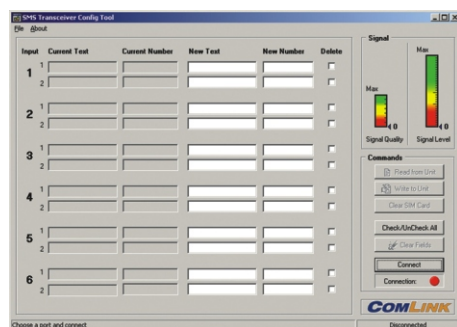 SMS Transceiver Config Tool
File About
Input Current Text Current Number New Text New Number Delete
1 1
2
2 1
2
3 1
2
4 1
2
5 1
2
6 1
2
Signal
Max
Max
0
0
Signal Quality Signal Level
Commands
Read from Unit
Write to Unit
Clear SIM Card
Check/UnCheck All
Clear Fields
Connect
Connection:
COMLINK
Choose a port and connect
Disconnected